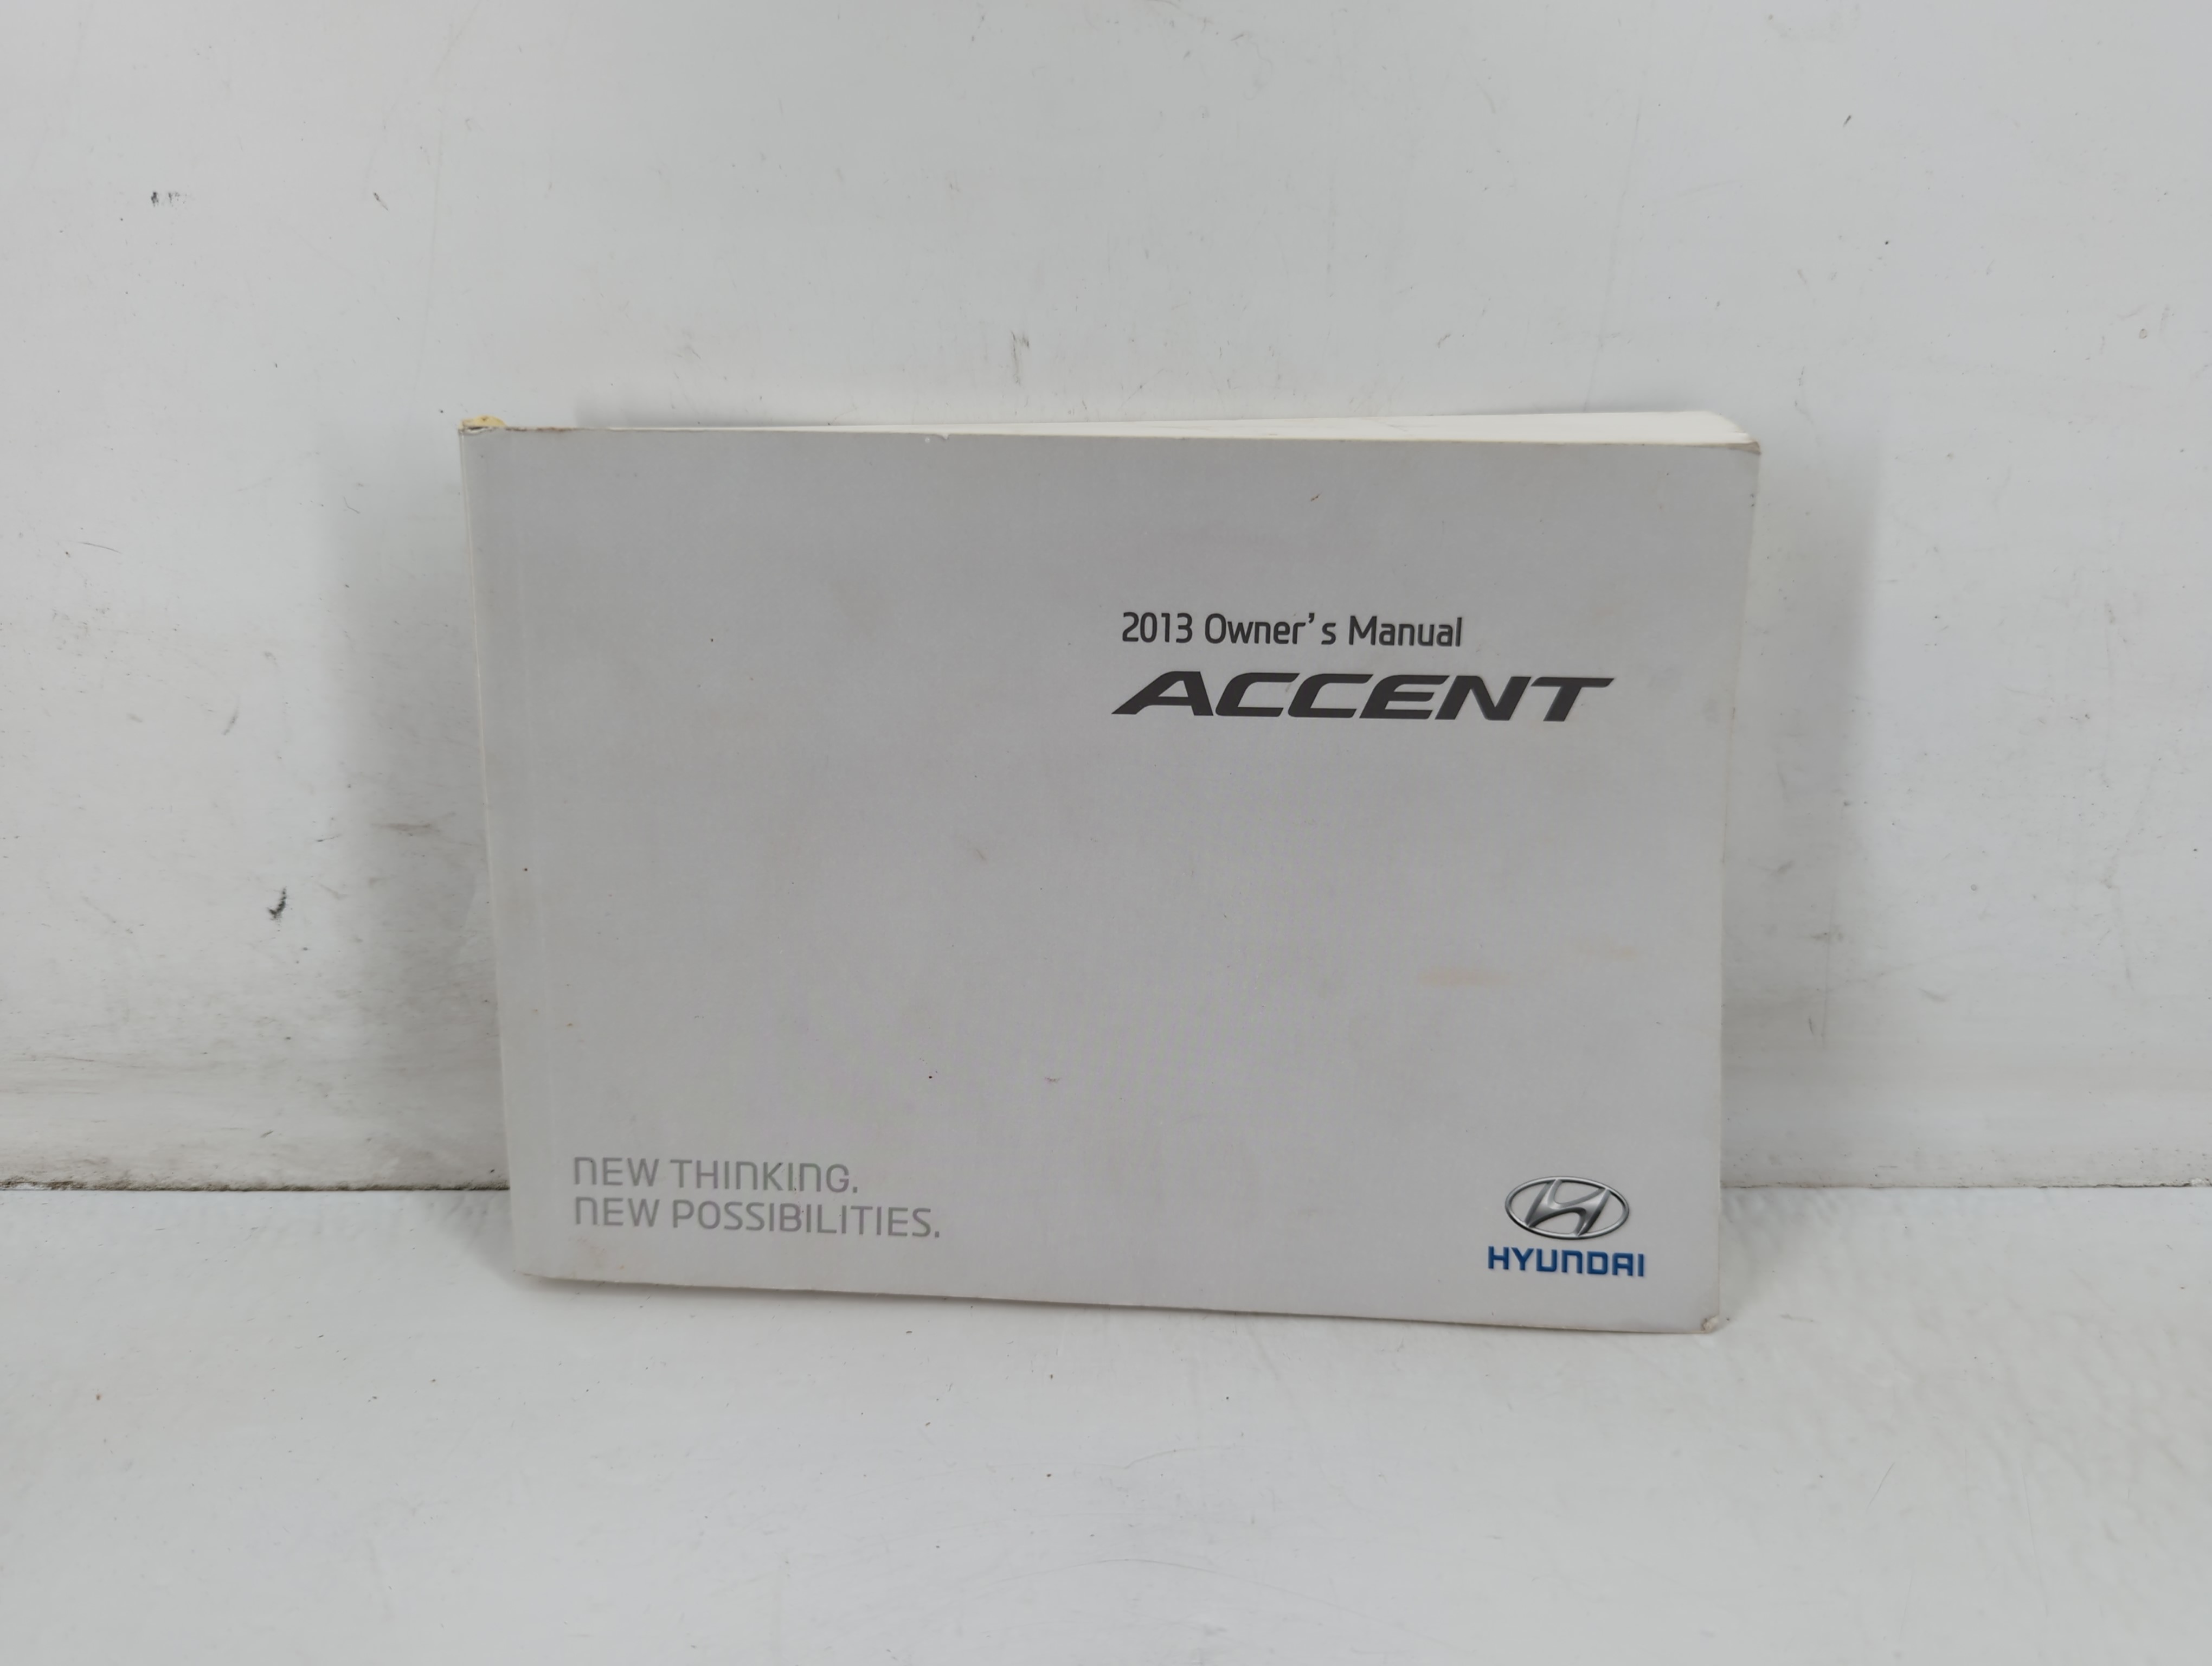 2013 Owner's Manual
ACCENT
NEW THINKING.
NEW POSSIBILITIES.
HYUNDAI